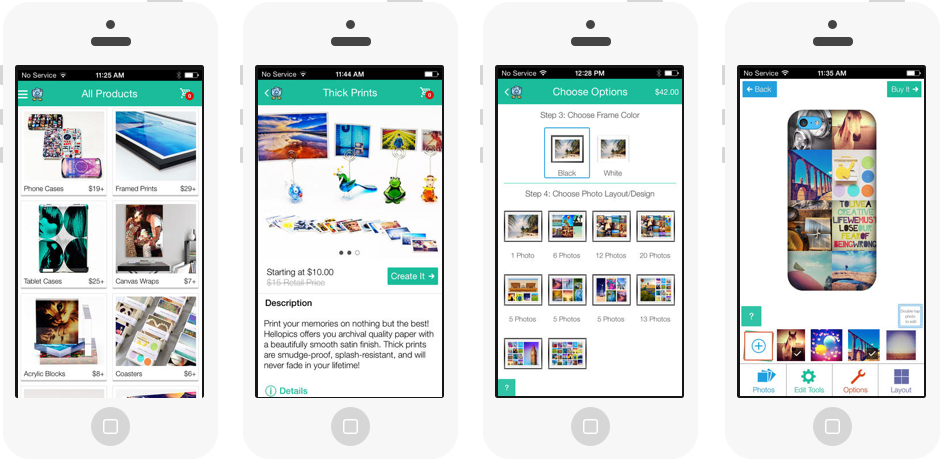 No Service 11:25 AM
All Products
0
Phone Cases $19+
Framed Prints $29+
Tablet Cases $25+
Canvas Wraps $7+
Acrylic Blocks $8+
Coasters $6+
No Service 11:44 AM
Thick Prints
0
Starting at $10.00
$15 Retail Price
Create It →
Description
Print your memories on nothing but the best!
Hellopics offers you archival quality paper with
a beautifully smooth satin finish. Thick prints
are smudge-proof, splash-resistant, and will
never fade in your lifetime!
Details
No Service 12:28 PM
Choose Options $42.00
Step 3: Choose Frame Color
Black White
Step 4: Choose Photo Layout/Design
1 Photo 6 Photos 12 Photos 20 Photos
5 Photos 5 Photos 5 Photos 13 Photos
?
No Service 11:35 AM
← Back Buy It →
TO LIVE A
CREATIVE
LIFE WE MUST
LOSE OUR
FEAR OF
BEING WRONG
?
Double tap
photo
to edit
Photos Edit Tools Options Layout